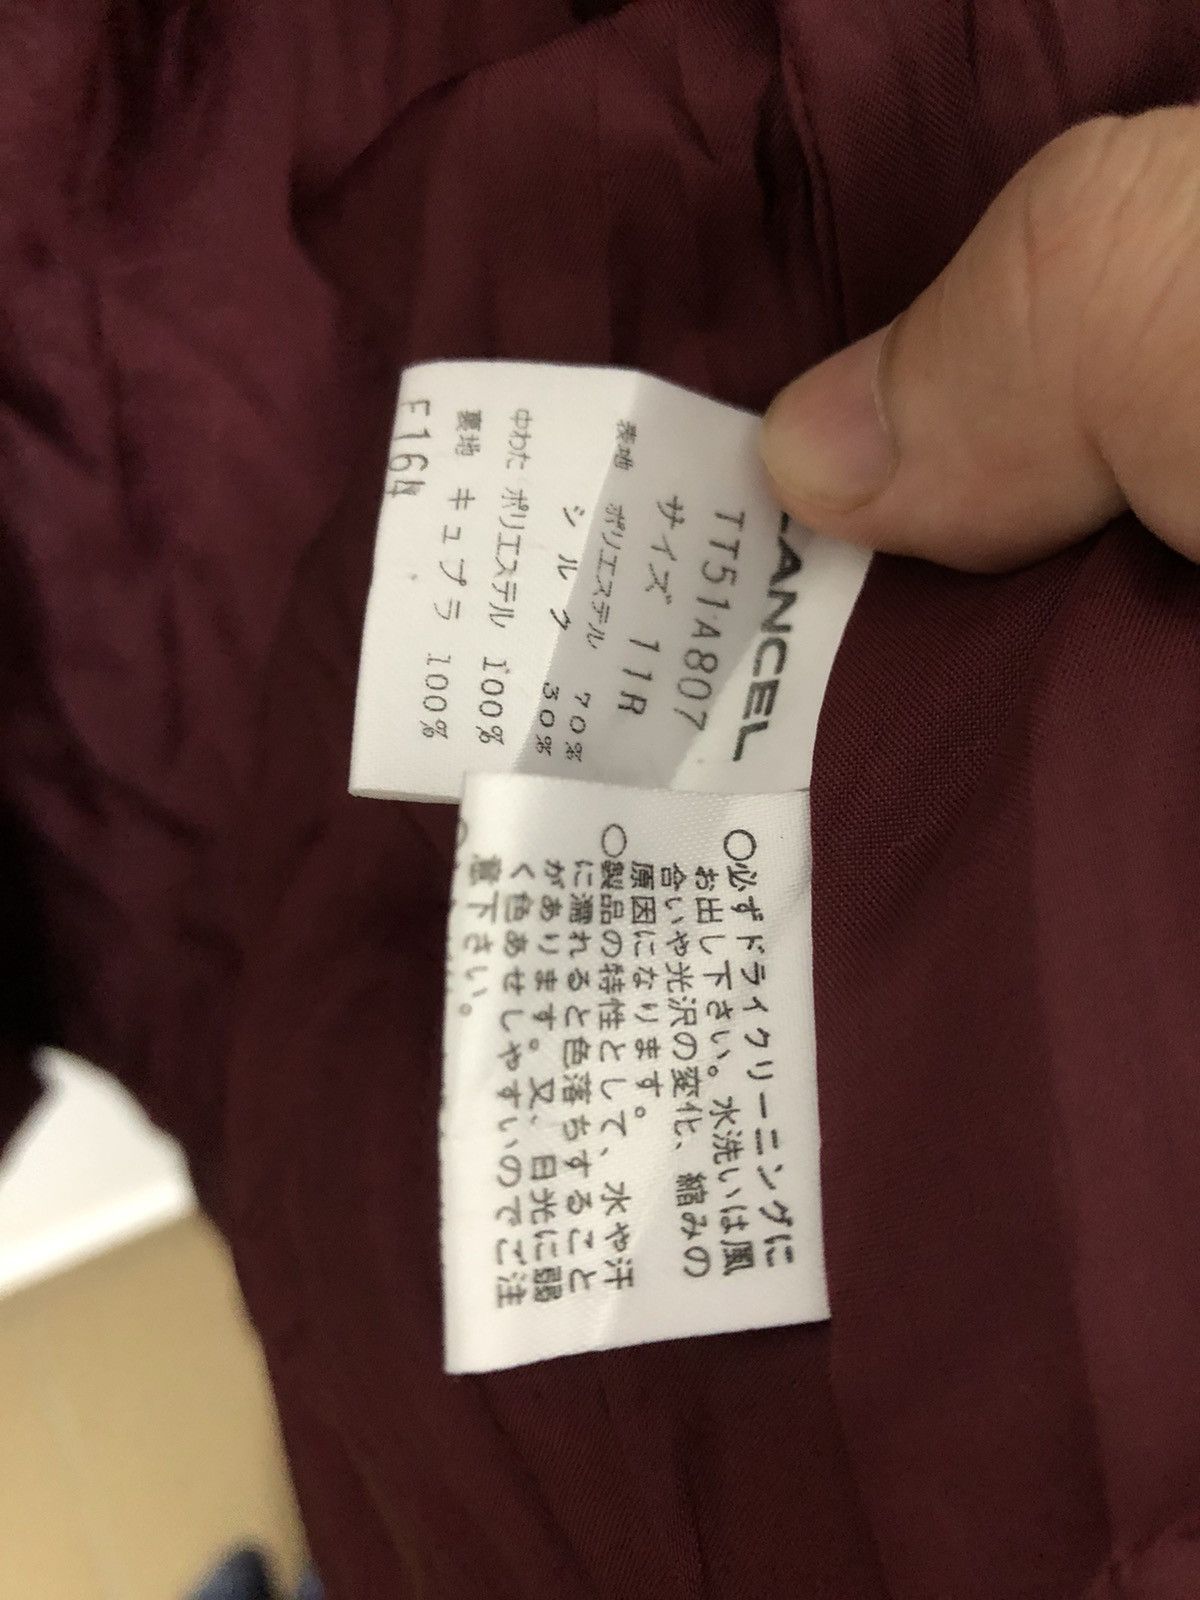 LANCEL
TT51A807
サイズ 11R
表地 ポリエステル 70%
シルク 30%
中わた ポリエステル 100%
裏地 キュプラ 100%
F164
○必ずドライクリーニングに
お出し下さい。水洗いは風
合いや光沢の変化、縮みの
原因になります。
○製品の特性として、水や汗
に濡れると色落ちすること
があります。又、日光に弱
く色あせしやすいのでご注
意下さい。